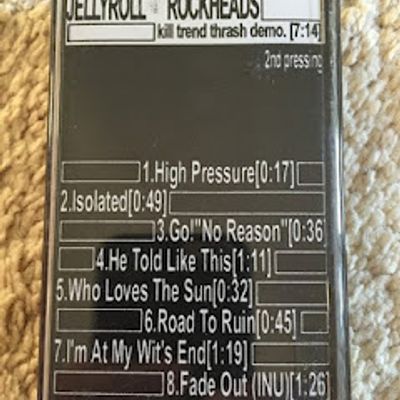 JELLYROLL ROCKHEADS
kill trend thrash demo. [7:14]
2nd pressing
1.High Pressure[0:17]
2.Isolated[0:49]
3.Go!"No Reason"[0:36
4.He Told Like This[1:11]
5.Who Loves The Sun[0:32]
6.Road To Ruin[0:45]
7.I'm At My Wit's End[1:19]
8.Fade Out (INU)[1:26]